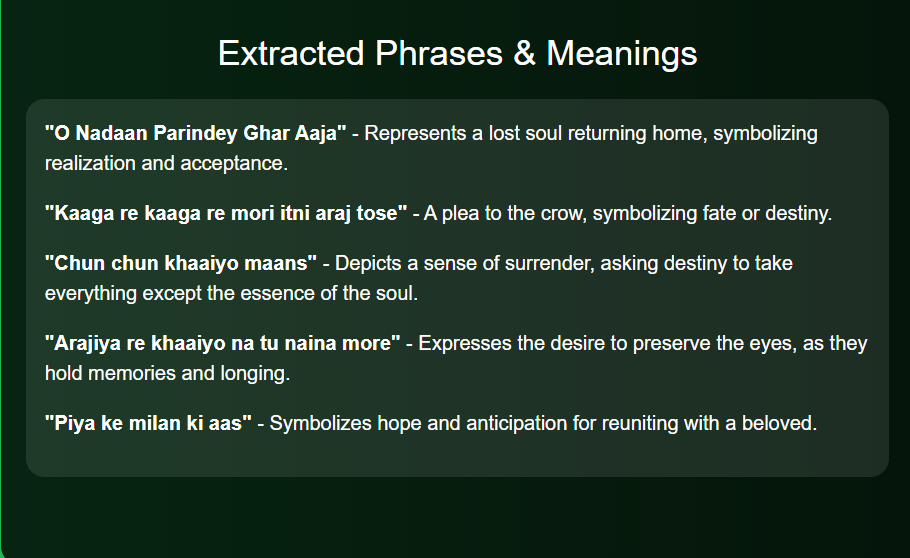 Extracted Phrases & Meanings
"O Nadaan Parindey Ghar Aaja" - Represents a lost soul returning home, symbolizing
realization and acceptance.
"Kaaga re kaaga re mori itni araj tose" - A plea to the crow, symbolizing fate or destiny.
"Chun chun khaaiyo maans" - Depicts a sense of surrender, asking destiny to take
everything except the essence of the soul.
"Arajiya re khaaiyo na tu naina more" - Expresses the desire to preserve the eyes, as they
hold memories and longing.
"Piya ke milan ki aas" - Symbolizes hope and anticipation for reuniting with a beloved.